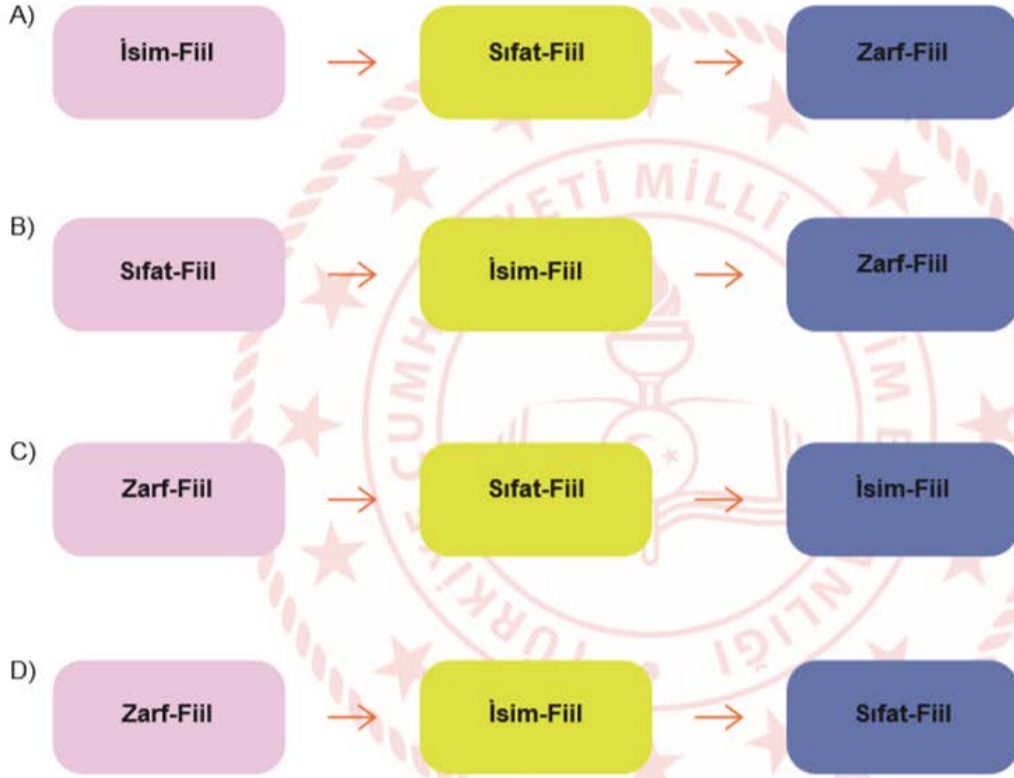 A)
İsim-Fiil → Sıfat-Fiil → Zarf-Fiil
B)
Sıfat-Fiil → İsim-Fiil → Zarf-Fiil
C)
Zarf-Fiil → Sıfat-Fiil → İsim-Fiil
D)
Zarf-Fiil → İsim-Fiil → Sıfat-Fiil